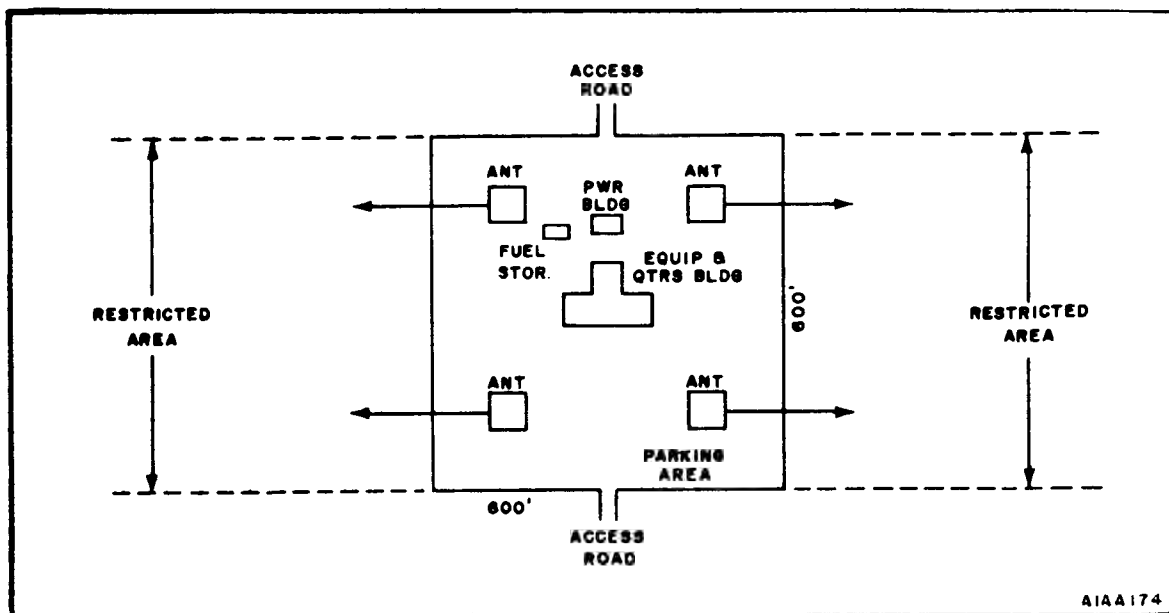 ACCESS
ROAD
ANT
PWR
BLDG
ANT
FUEL
STOR.
EQUIP &
QTRS BLDG
RESTRICTED
AREA
600'
RESTRICTED
AREA
ANT
ANT
PARKING
AREA
600'
ACCESS
ROAD
A1AA174